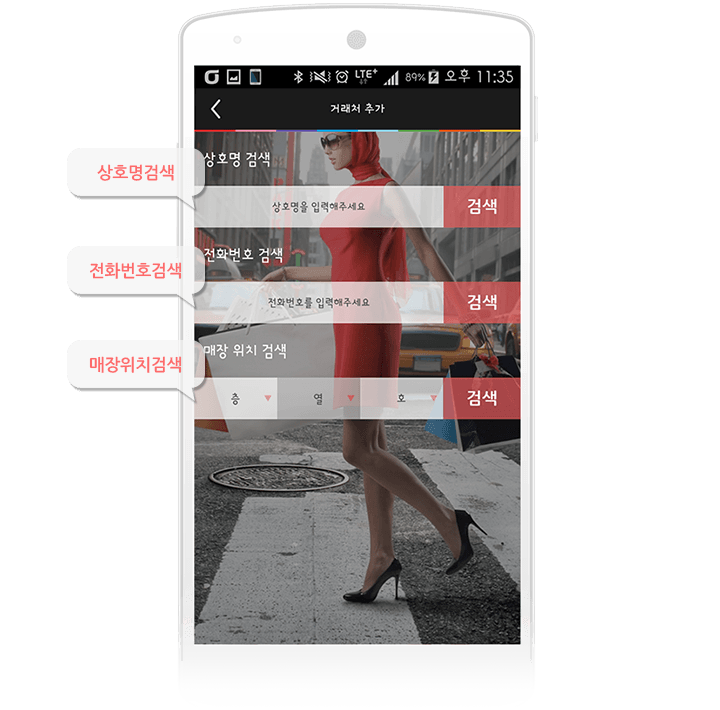 LTE 89% 오후 11:35
거래처 추가
상호명 검색
상호명검색
상호명을 입력해주세요 검색
전화번호 검색
전화번호검색
전화번호를 입력해주세요 검색
매장 위치 검색
매장위치검색
층 열 호 검색